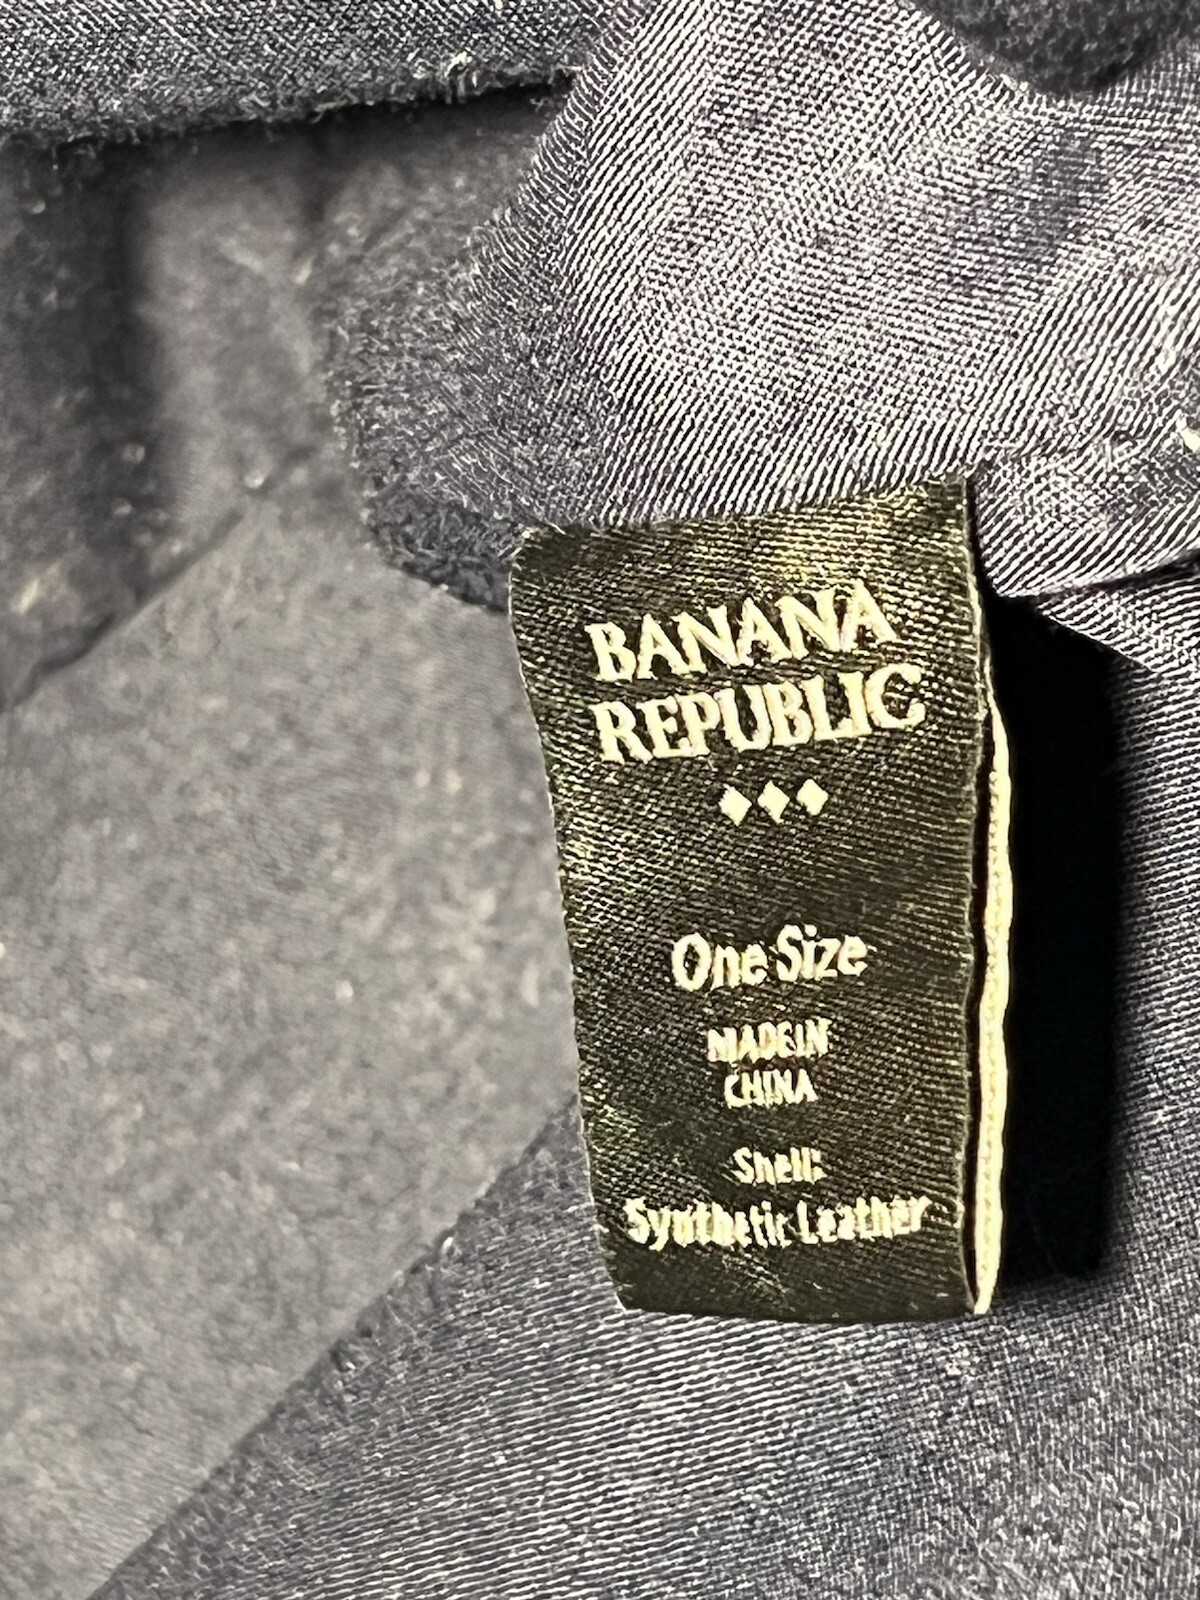 BANANA
REPUBLIC
One Size
MADE IN
CHINA
Shell:
Synthetic Leather